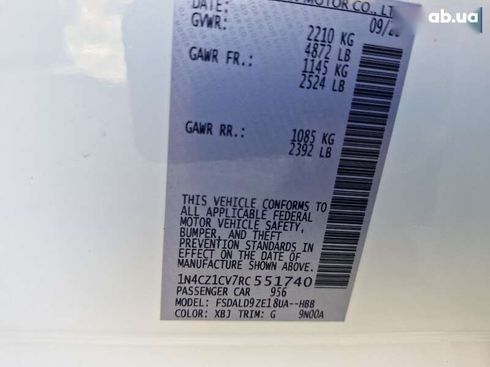 ab.ua
MOTOR CO., LT
DATE:
09/
GVWR:
2210 KG
4872 LB
GAWR FR.:
1145 KG
2524 LB
GAWR RR.:
1085 KG
2392 LB
THIS VEHICLE CONFORMS TO
ALL APPLICABLE FEDERAL
MOTOR VEHICLE SAFETY,
BUMPER, AND THEFT
PREVENTION STANDARDS IN
EFFECT ON THE DATE OF
MANUFACTURE SHOWN ABOVE.
1N4CZ1CV7RC551740
PASSENGER CAR 956
MODEL: FSDALD9ZE18UA--HBB
COLOR: XBJ TRIM: G 9N00A